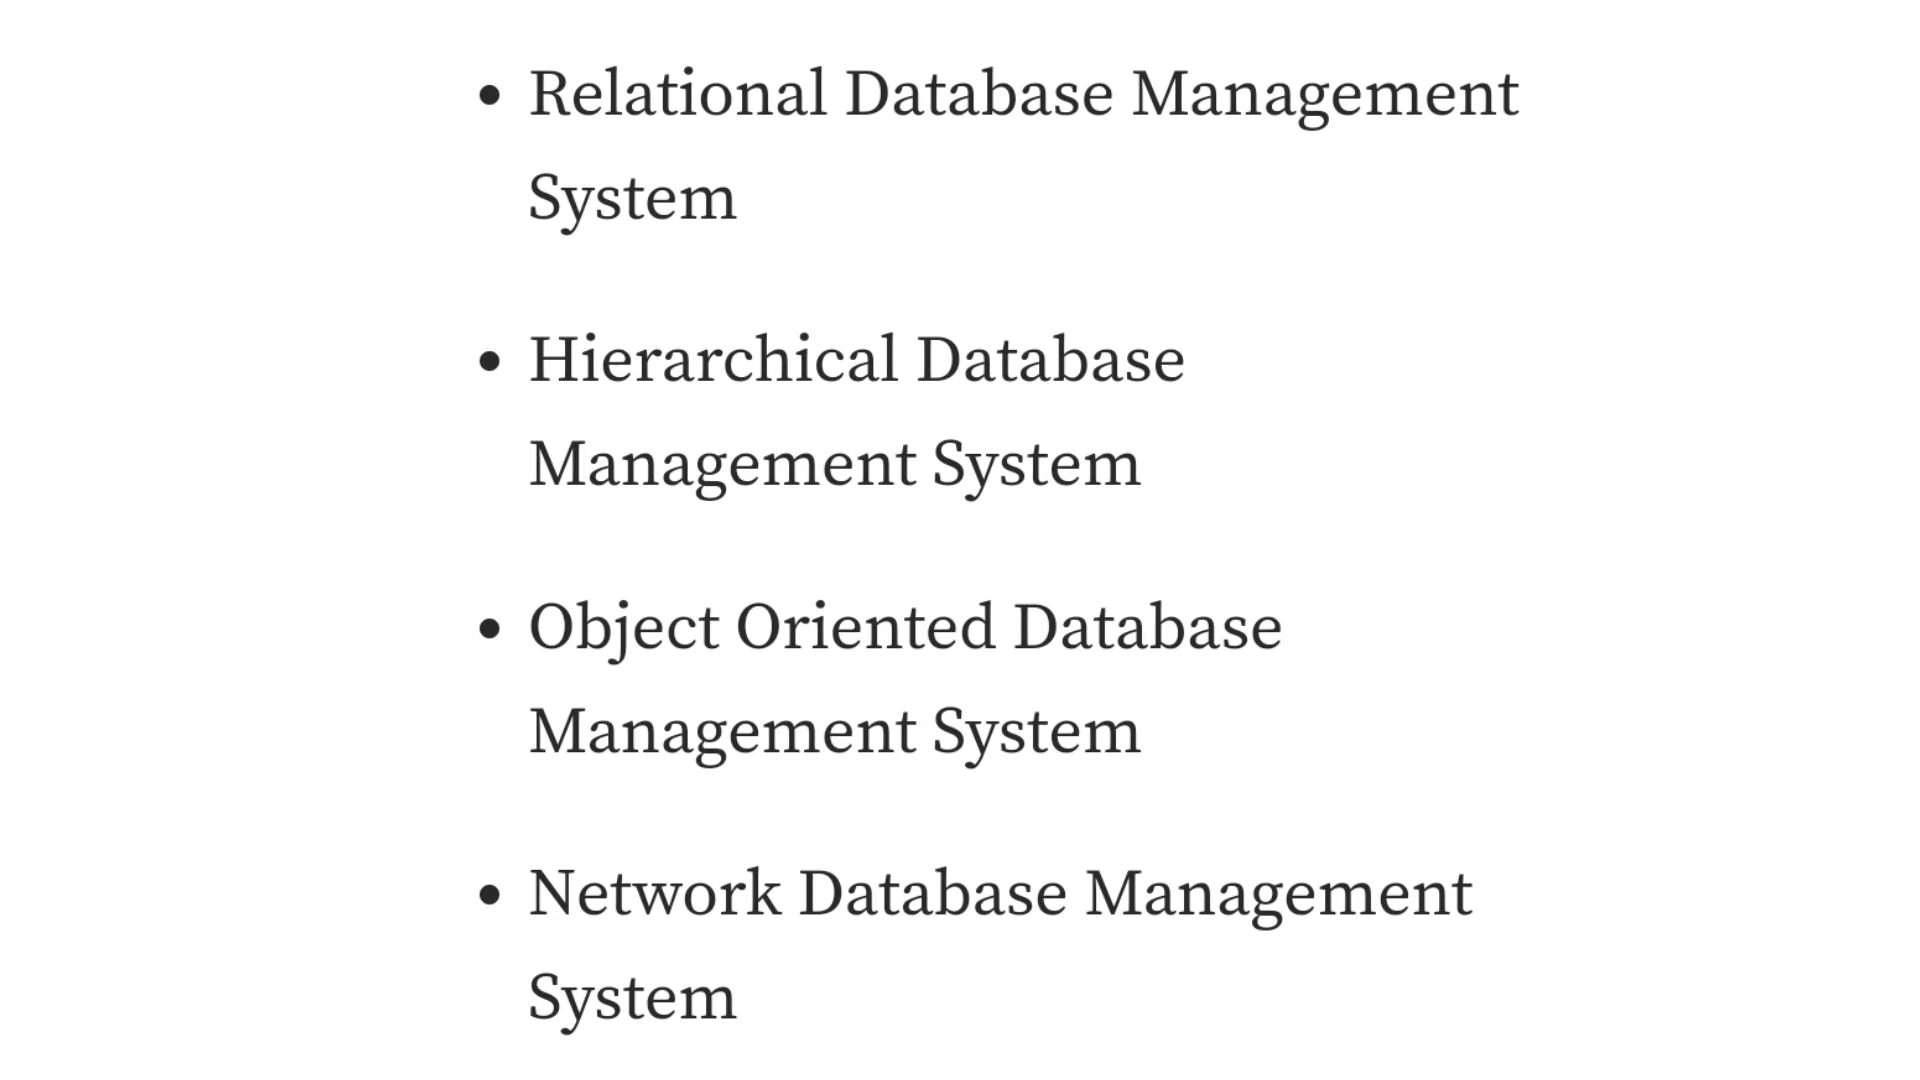 • Relational Database Management
System
• Hierarchical Database
Management System
• Object Oriented Database
Management System
• Network Database Management
System